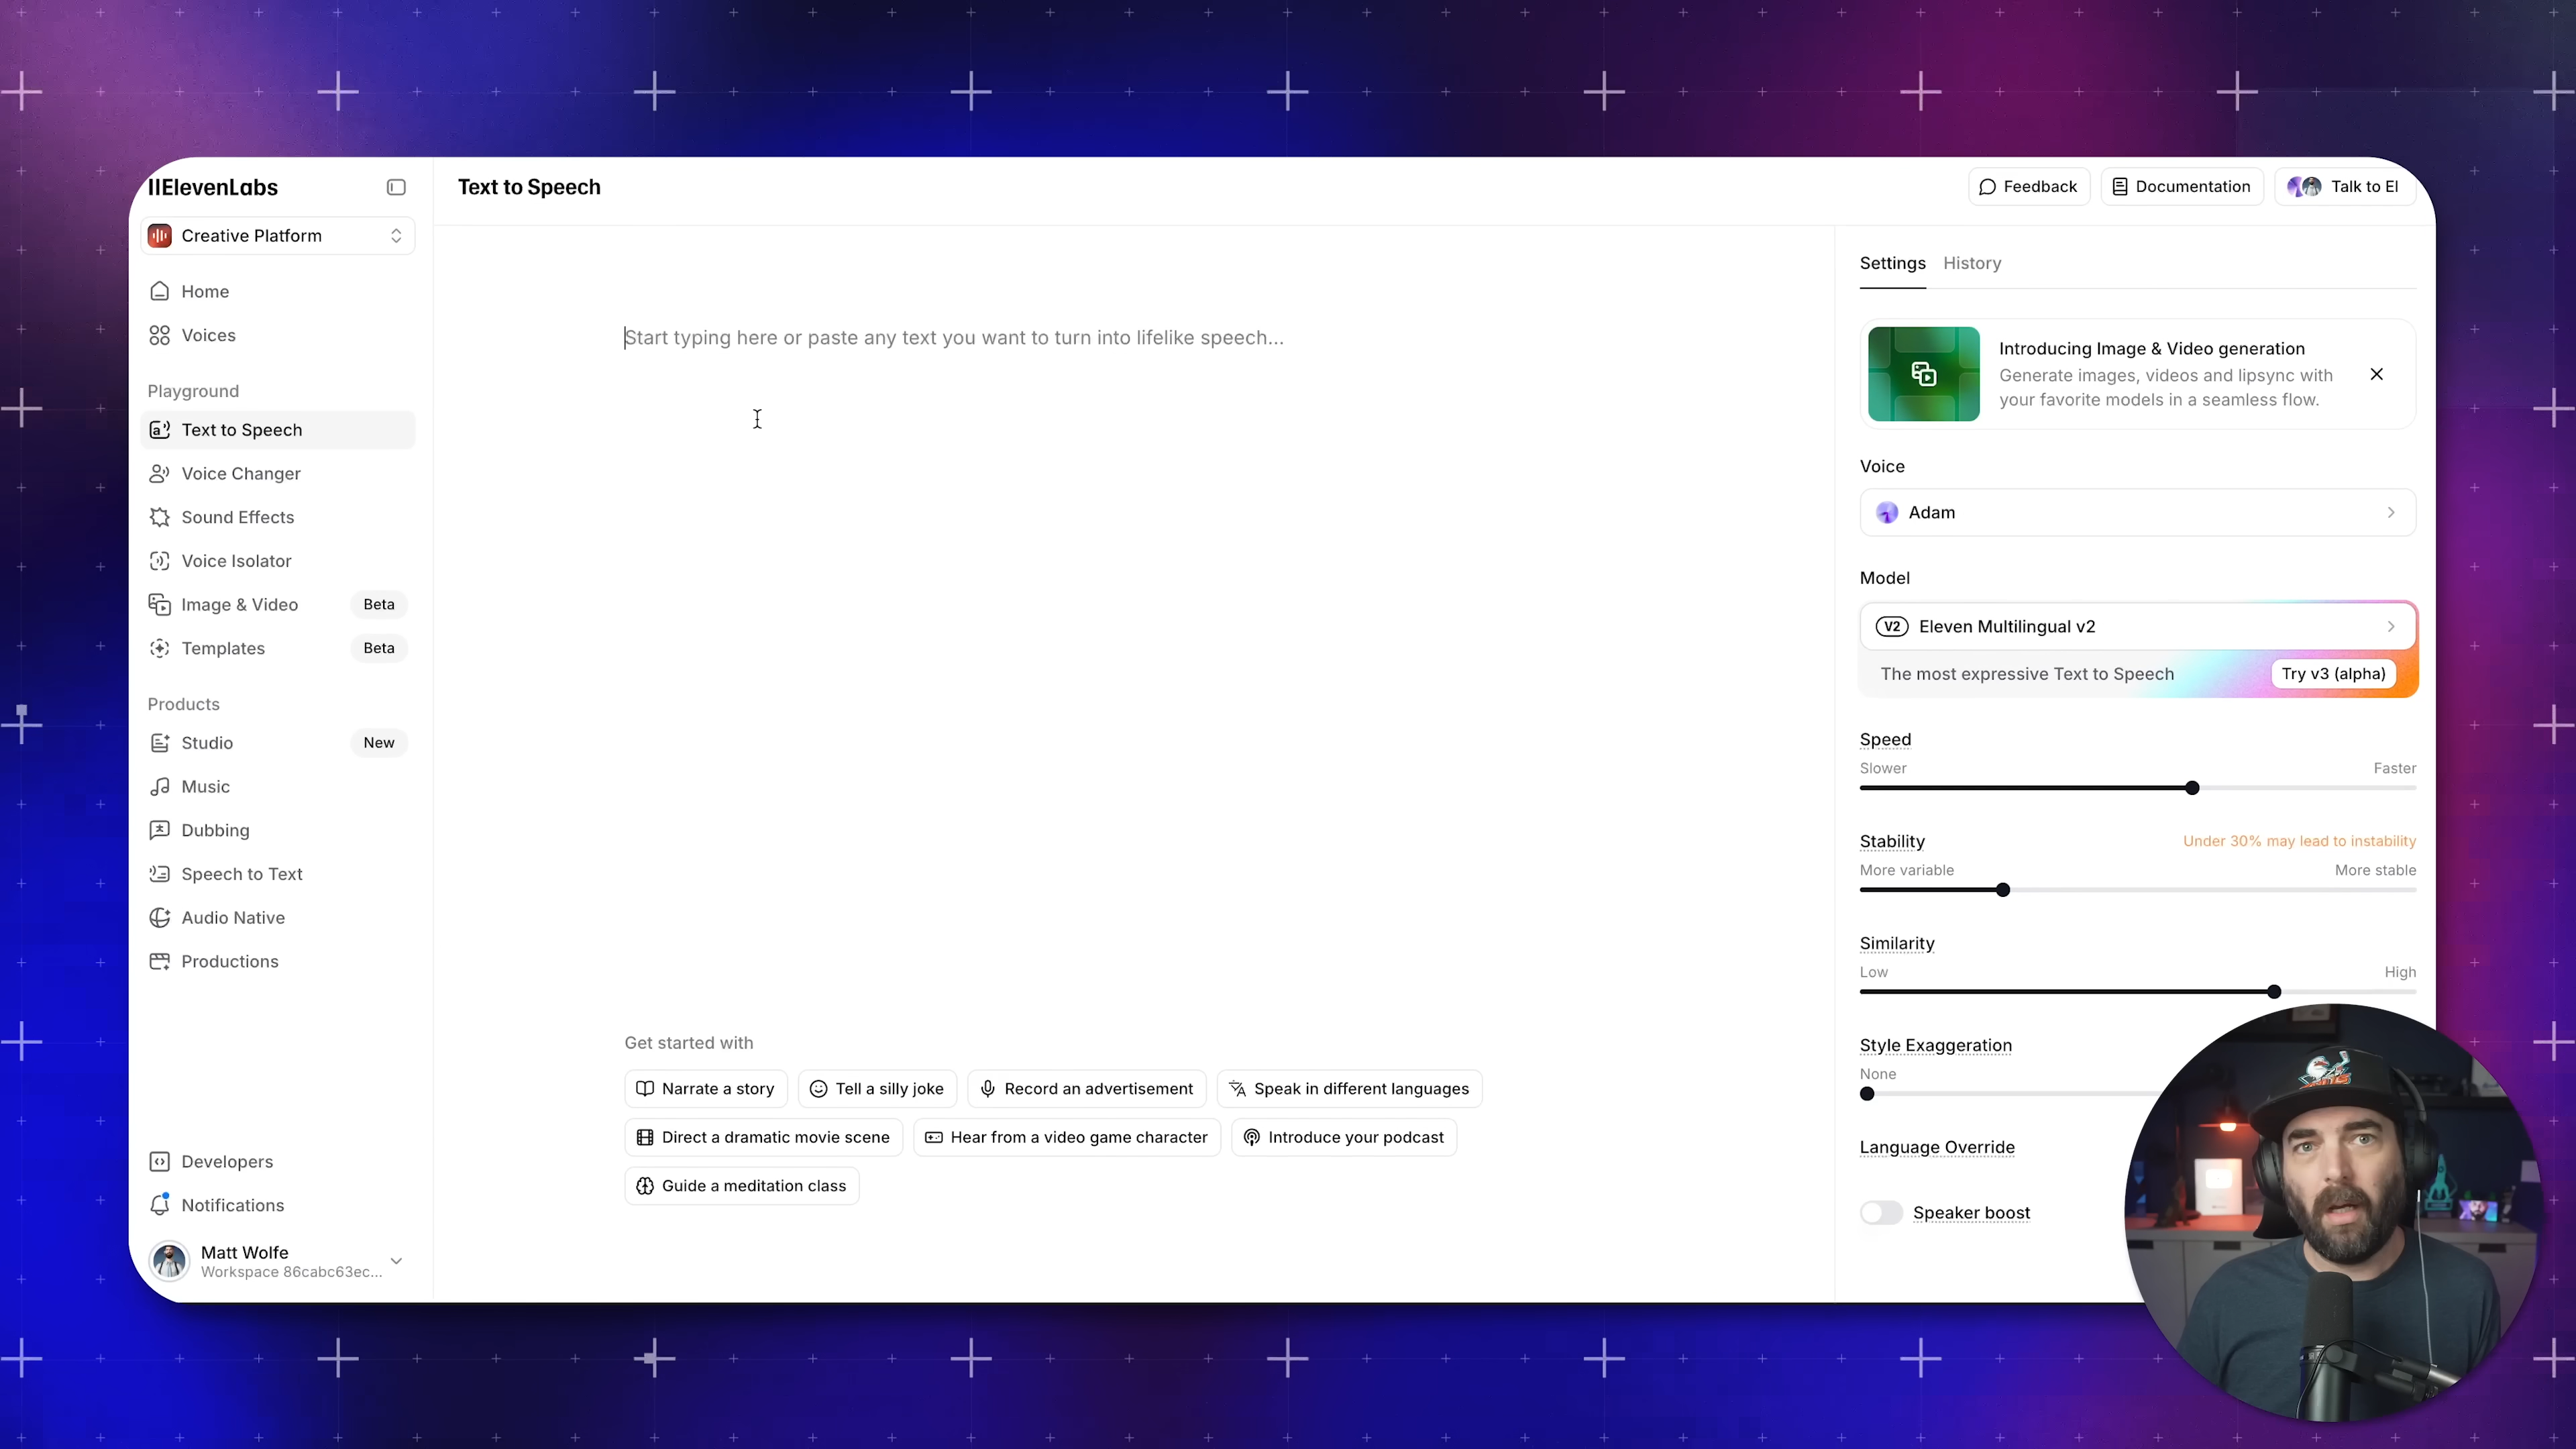 IIElevenLabs
Creative Platform
Home
Voices
Playground
Text to Speech
Voice Changer
Sound Effects
Voice Isolator
Image & Video Beta
Templates Beta
Products
Studio New
Music
Dubbing
Speech to Text
Audio Native
Productions
Developers
Notifications
Matt Wolfe
Workspace 86cabc63ec...
Text to Speech
Feedback
Documentation
Talk to El
Start typing here or paste any text you want to turn into lifelike speech...
Get started with
Narrate a story
Tell a silly joke
Record an advertisement
Speak in different languages
Direct a dramatic movie scene
Hear from a video game character
Introduce your podcast
Guide a meditation class
Settings History
Introducing Image & Video generation
Generate images, videos and lipsync with
your favorite models in a seamless flow.
Voice
Adam
Model
V2 Eleven Multilingual v2
The most expressive Text to Speech Try v3 (alpha)
Speed
Slower Faster
Stability Under 30% may lead to instability
More variable More stable
Similarity
Low High
Style Exaggeration
None
Language Override
Speaker boost